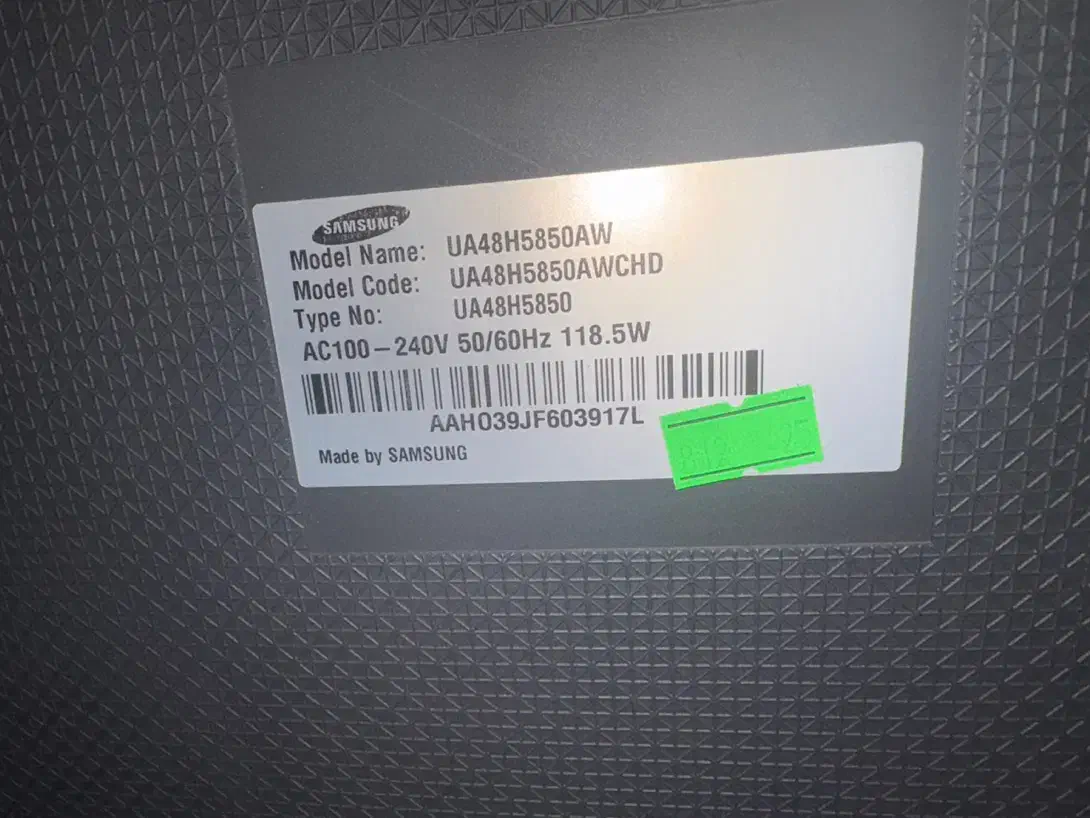 SAMSUNG
Model Name: UA48H5850AW
Model Code: UA48H5850AWCHD
Type No: UA48H5850
AC100-240V 50/60Hz 118.5W
AAHO39JF603917L
Made by SAMSUNG